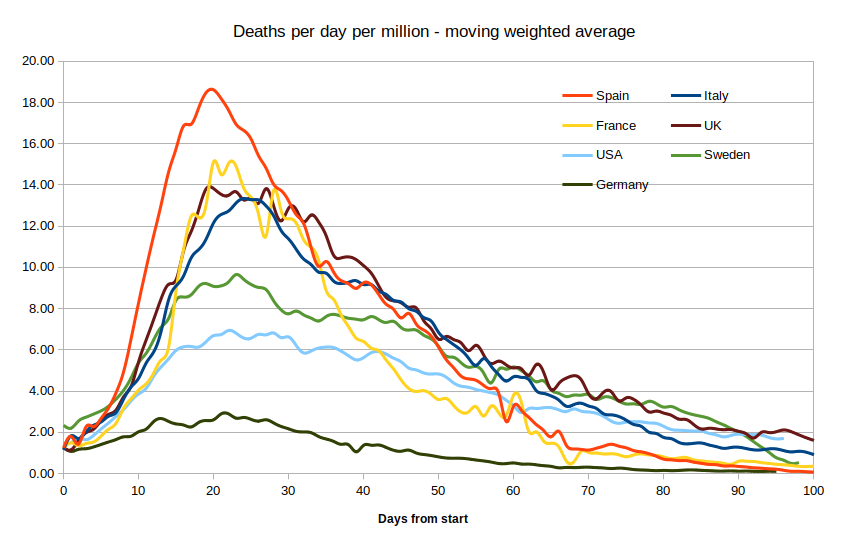 Deaths per day per million - moving weighted average
20.00
18.00
16.00
14.00
12.00
10.00
8.00
6.00
4.00
2.00
0.00
Spain Italy
France UK
USA Sweden
Germany
0 10 20 30 40 50 60 70 80 90 100
Days from start